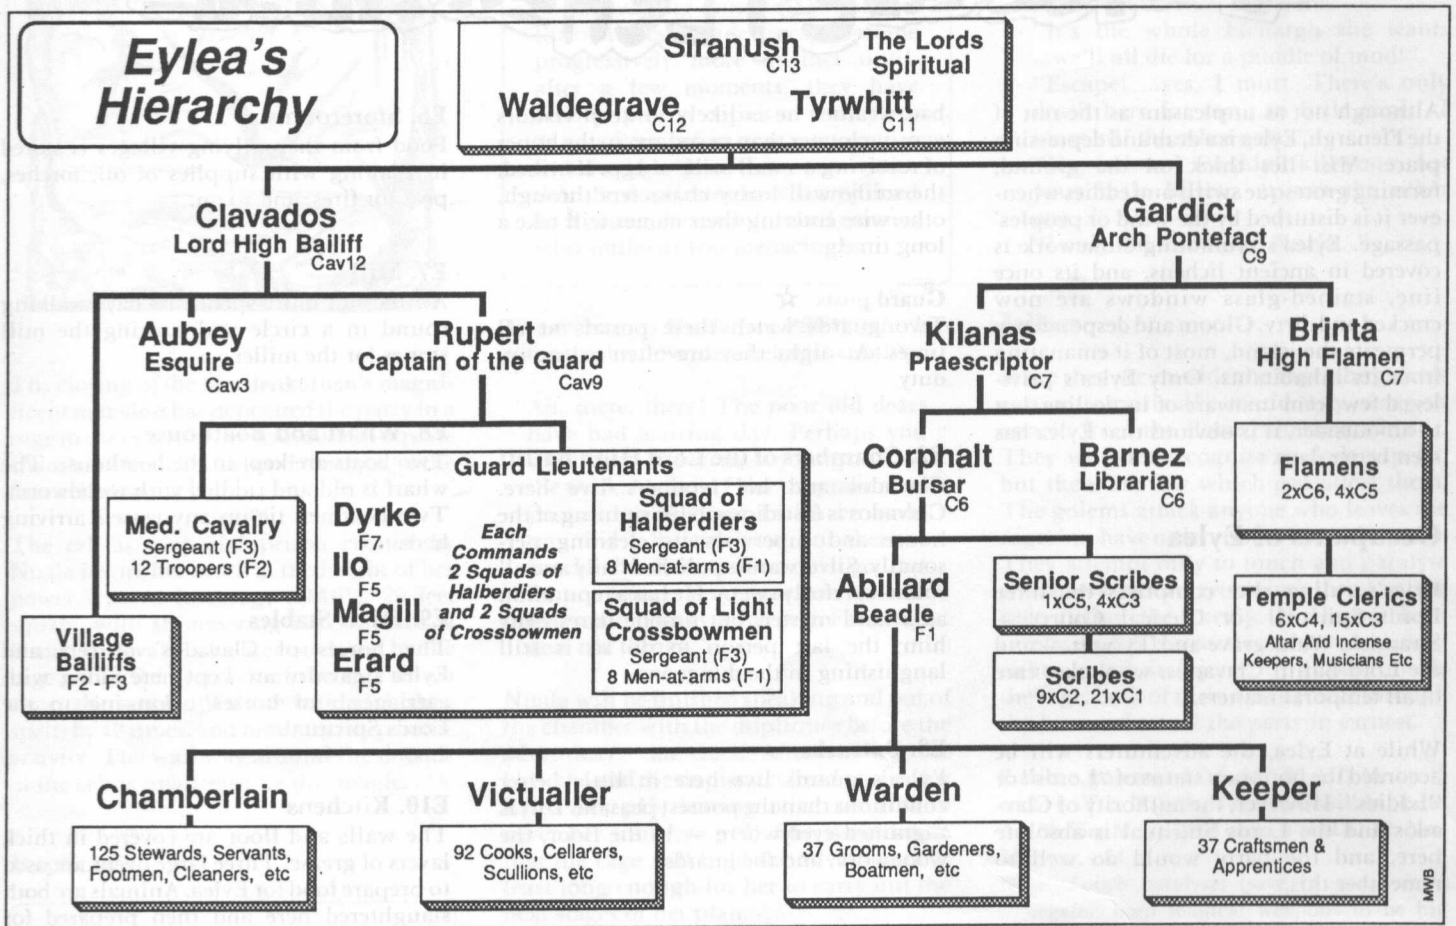 Eylea's
Hierarchy
Siranush
C13
The Lords
Spiritual
Waldegrave
C12
Tyrwhitt
C11
Clavados
Lord High Bailiff
Cav12
Gardict
Arch Pontefact
C9
Aubrey
Esquire
Cav3
Rupert
Captain of the Guard
Cav9
Kilanas
Perscriptor
C7
Brinta
High Flamen
C7
Med. Cavalry
Sergeant (F3)
12 Troopers (F2)
Village
Bailiffs
F2-F3
Guard Lieutenants
Dyrke
F7
Ilo
F5
Magill
F5
Erard
F5
Each
Commands
2 Squads of
Halberdiers
and 2 Squads
of Crossbowmen
Squad of
Halberdiers
Sergeant (F3)
8 Men-at-arms (F1)
Squad of Light
Crossbowmen
Sergeant (F3)
8 Men-at-arms (F1)
Corphalt
Bursar
C6
Barnez
Librarian
C6
Abillard
Beadle
F1
Senior Scribes
1xC5, 4xC3
Scribes
9xC2, 21xC1
Flamens
2xC6, 4xC5
Temple Clerics
6xC4, 15xC3
Altar And Incense
Keepers, Musicians Etc
Chamberlain
125 Stewards, Servants,
Footmen, Cleaners, etc
Victualler
92 Cooks, Cellars
Scullions, etc
Warden
37 Grooms, Gardeners,
Boatmen, etc
Keeper
37 Craftsmen &
Apprentices
MWB